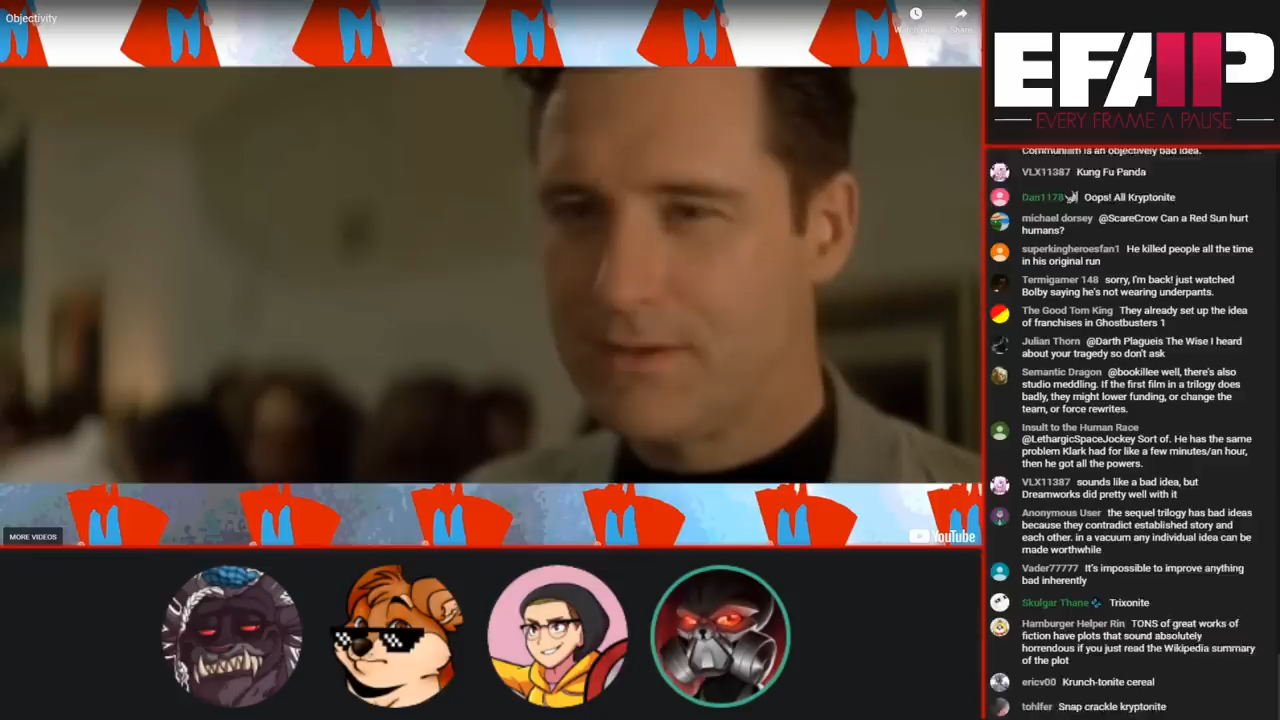 Objectivity
Share
MORE VIDEOS
YouTube
EFAP
EVERY FRAME A PAUSE
Communism is an objectively bad idea.
VLX11387 Kung Fu Panda
Dan1178 Oops! All Kryptonite
michael dorsey @ScareCrow Can a Red Sun hurt
humans?
superkingheroesfan1 He killed people all the time
in his original run
Termigamer 148 sorry, I'm back! just watched
Bolby saying he's not wearing underpants.
The Good Tom King They already set up the idea
of franchises in Ghostbusters 1
Julian Thorn @Darth Plagueis The Wise I heard
about your tragedy so don't ask
Semantic Dragon @bookillee well, there's also
studio meddling. If the first film in a trilogy does
badly, they might lower funding, or change the
team, or force rewrites.
Insult to the Human Race
@LethargicSpaceJockey Sort of. He has the same
problem Klark had for like a few minutes/an hour,
then he got all the powers.
VLX11387 sounds like a bad idea, but
Dreamworks did pretty well with it
Anonymous User the sequel trilogy has bad ideas
because they contradict established story and
each other. in a vacuum any individual idea can be
made worthwhile
Vader77777 It's impossible to improve anything
bad inherently
Skulgar Thane Trixonite
Hamburger Helper Rin TONS of great works of
fiction have plots that sound absolutely
horrendous if you just read the Wikipedia summary
of the plot
ericv00 Krunch-tonite cereal
tohlfer Snap crackle kryptonite